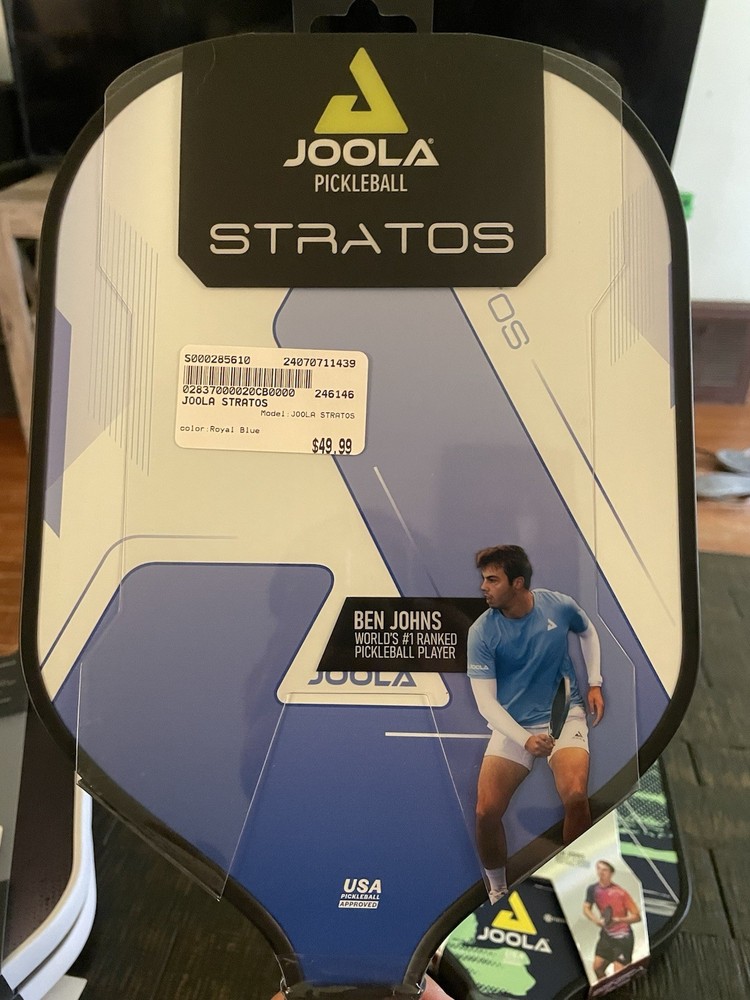 JOOLA
PICKLEBALL
STRATOS
OS
S000285610 24070711439
02837000020CB0000 246146
JOOLA STRATOS
Model:JOOLA STRATOS
color:Royal Blue
$49.99
BEN JOHNS
WORLD'S #1 RANKED
PICKLEBALL PLAYER
JOOLA
USA
PICKLEBALL
APPROVED
JOOLA